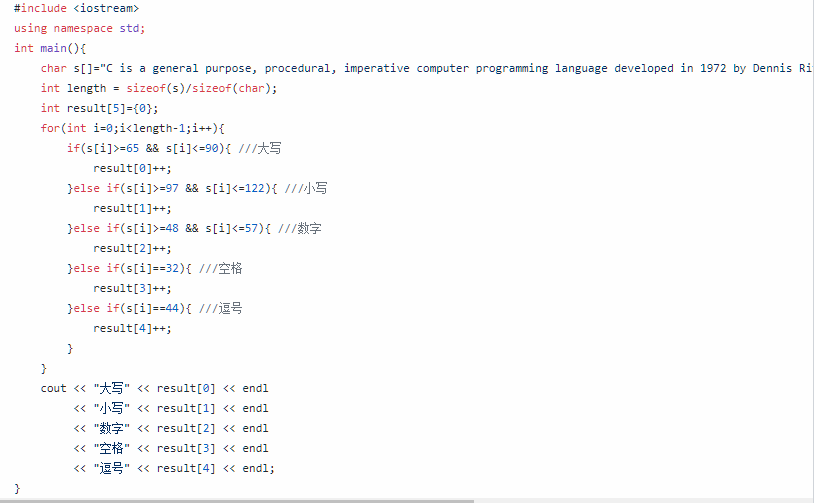 #include <iostream>
using namespace std;
int main(){
    char s[]="C is a general purpose, procedural, imperative computer programming language developed in 1972 by Dennis Ri
    int length = sizeof(s)/sizeof(char);
    int result[5]={0};
    for(int i=0;i<length-1;i++){
        if(s[i]>=65 && s[i]<=90){ ///大写
            result[0]++;
        }else if(s[i]>=97 && s[i]<=122){ ///小写
            result[1]++;
        }else if(s[i]>=48 && s[i]<=57){ ///数字
            result[2]++;
        }else if(s[i]==32){ ///空格
            result[3]++;
        }else if(s[i]==44){ ///逗号
            result[4]++;
        }
    }
    cout << "大写" << result[0] << endl
         << "小写" << result[1] << endl
         << "数字" << result[2] << endl
         << "空格" << result[3] << endl
         << "逗号" << result[4] << endl;
}